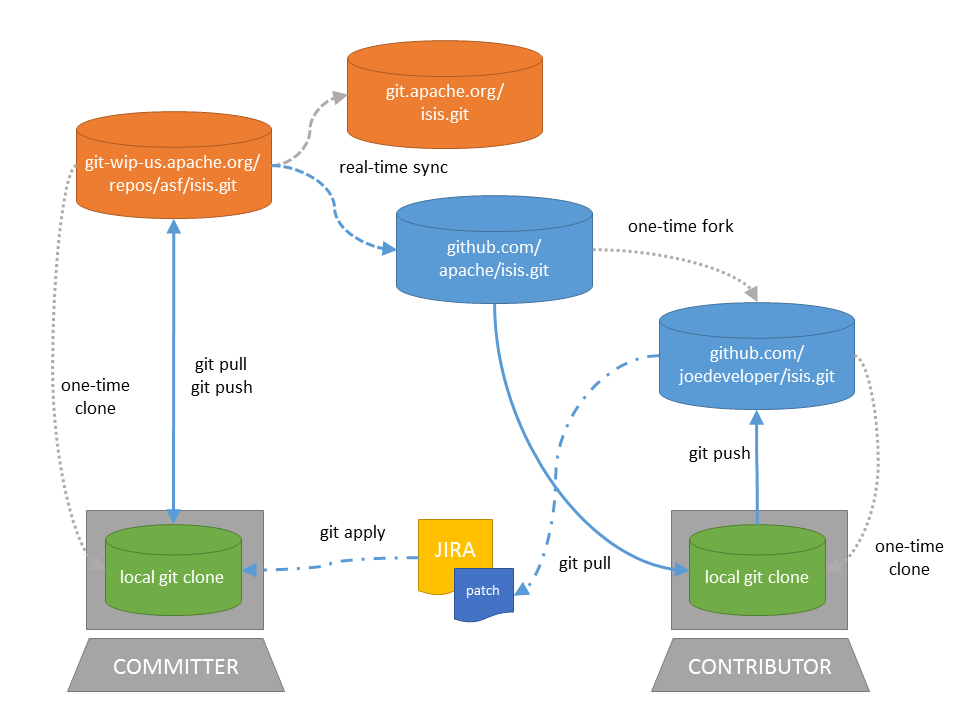 git.apache.org/
isis.git
git-wip-us.apache.org/
repos/asf/isis.git
real-time sync
github.com/
apache/isis.git
one-time fork
github.com/
joedeveloper/isis.git
git pull
git push
one-time
clone
git push
git apply
JIRA
patch
git pull
one-time
clone
local git clone
local git clone
COMMITTER
CONTRIBUTOR